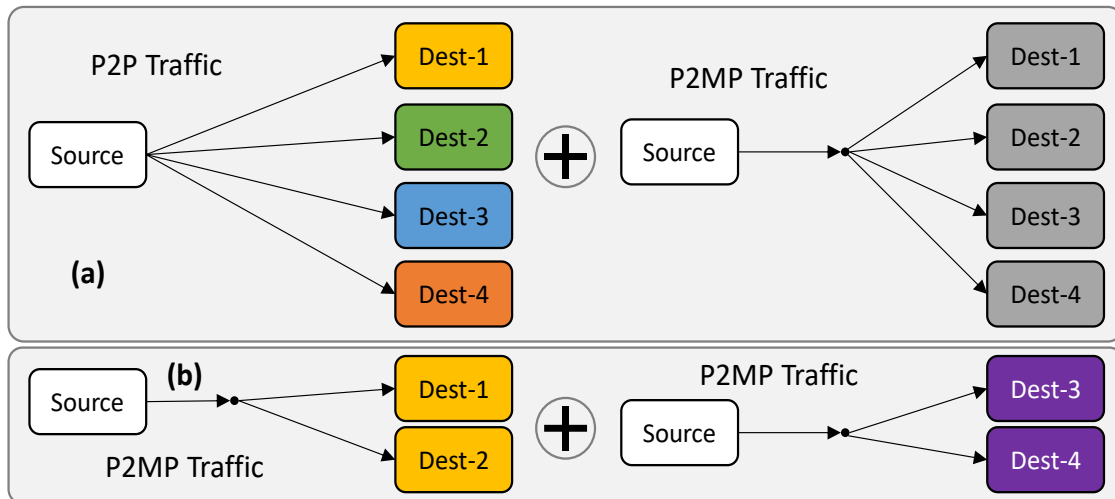 P2P Traffic
Source
Dest-1
Dest-2
Dest-3
Dest-4
(a)
P2MP Traffic
Source
Dest-1
Dest-2
Dest-3
Dest-4
(b)
Source
P2MP Traffic
Dest-1
Dest-2
P2MP Traffic
Source
Dest-3
Dest-4